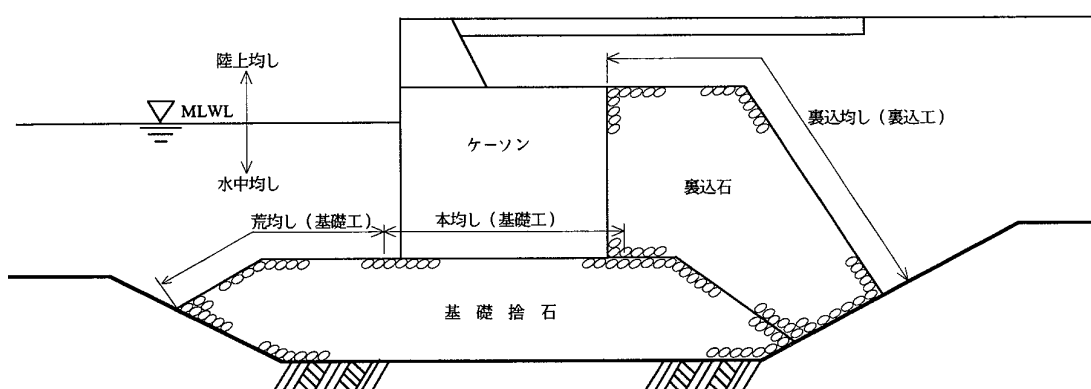 陸上均し
MLWL
水中均し
ケーソン
裏込均し(裏込工)
裏込石
荒均し(基礎工)
本均し(基礎工)
基礎捨石